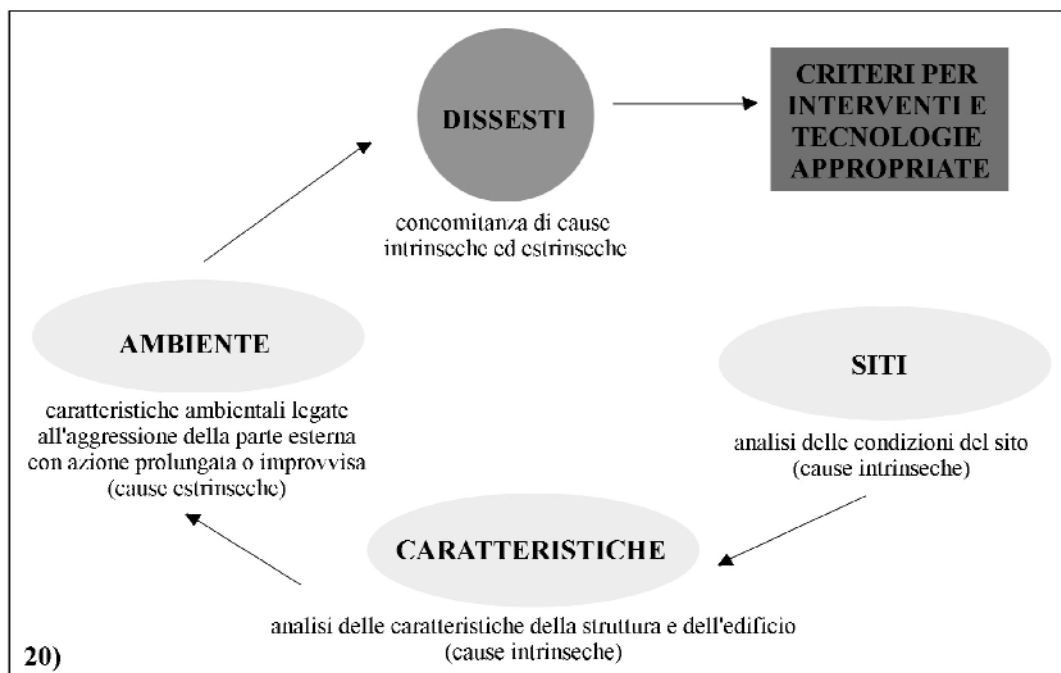 DISSESTI
concomitanza di cause
intrinseche ed estrinseche
CRITERI PER
INTERVENTI E
TECNOLOGIE
APPROPRIATE
AMBIENTE
caratteristiche ambientali legate
all'aggressione della parte esterna
con azione prolungata o improvvisa
(cause estrinseche)
SITI
analisi delle condizioni del sito
(cause intrinseche)
CARATTERISTICHE
analisi delle caratteristiche della struttura e dell'edificio
(cause intrinseche)
20)